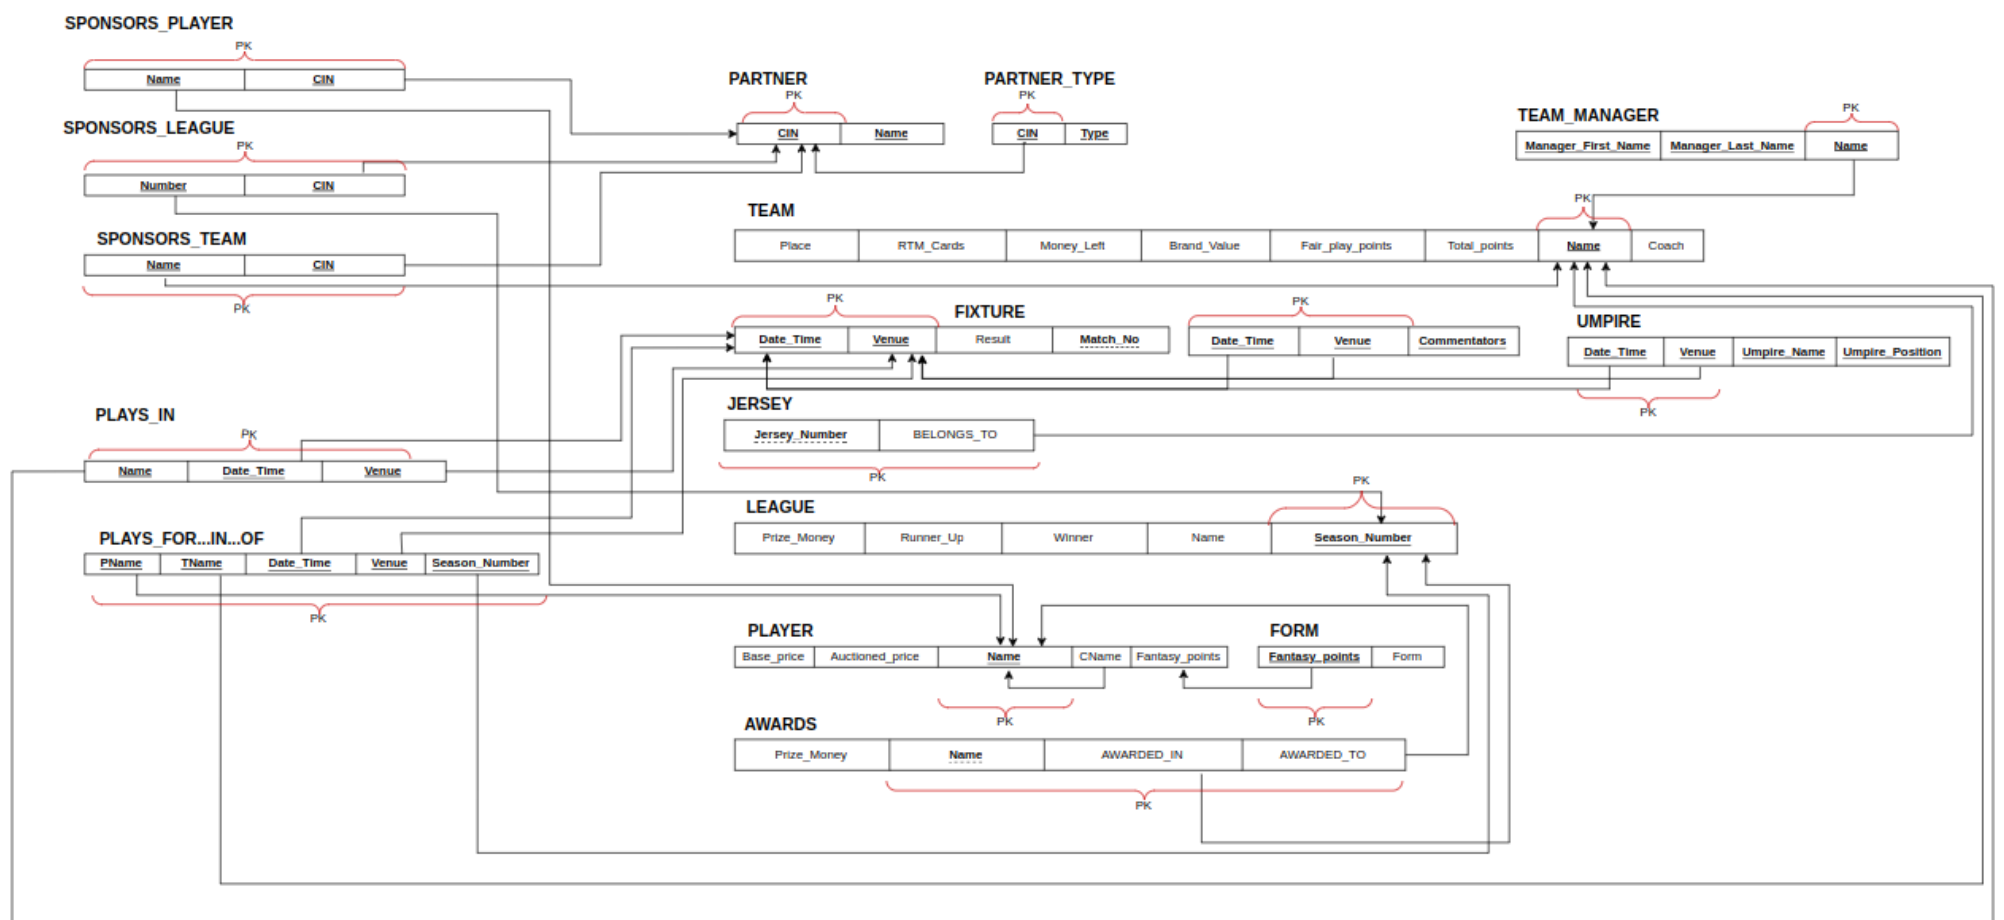 SPONSORS_PLAYER
PK
Name CIN
SPONSORS_LEAGUE
PK
Number CIN
SPONSORS_TEAM
Name CIN
PK
PARTNER
PK
CIN Name
PARTNER_TYPE
PK
CIN Type
TEAM_MANAGER
PK
Manager_First_Name Manager_Last_Name Name
TEAM
PK
Place RTM_Cards Money_Left Brand_Value Fair_play_points Total_points Name Coach
PK
FIXTURE
Date_Time Venue Result Match_No
PK
Date_Time Venue Commentators
UMPIRE
Date_Time Venue Umpire_Name Umpire_Position
PK
JERSEY
Jersey_Number BELONGS_TO
PK
PLAYS_IN
PK
Name Date_Time Venue
PLAYS_FOR...IN...OF
PName TName Date_Time Venue Season_Number
PK
LEAGUE
PK
Prize_Money Runner_Up Winner Name Season_Number
PLAYER
Base_price Auctioned_price Name CName Fantasy_points
PK
FORM
Fantasy_points Form
PK
AWARDS
Prize_Money Name AWARDED_IN AWARDED_TO
PK